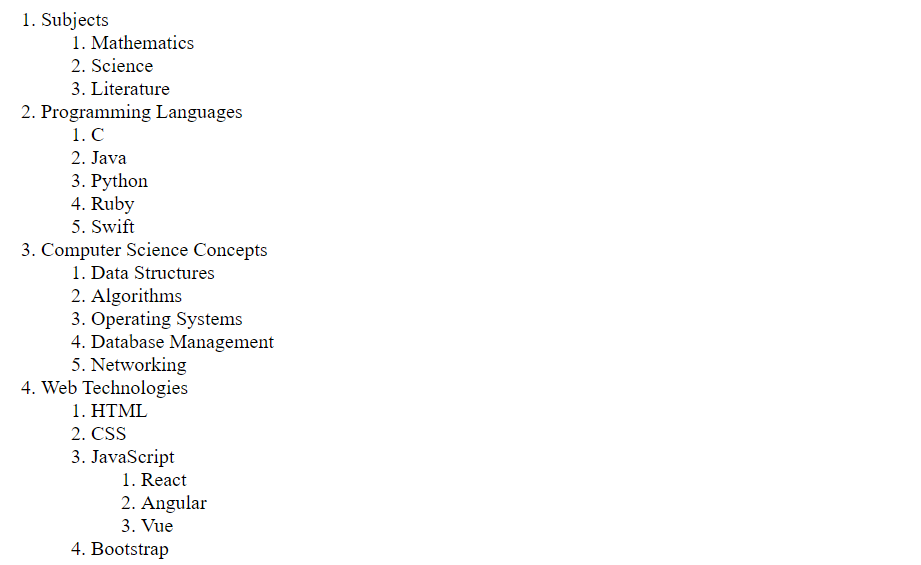 1. Subjects
1. Mathematics
2. Science
3. Literature
2. Programming Languages
1. C
2. Java
3. Python
4. Ruby
5. Swift
3. Computer Science Concepts
1. Data Structures
2. Algorithms
3. Operating Systems
4. Database Management
5. Networking
4. Web Technologies
1. HTML
2. CSS
3. JavaScript
1. React
2. Angular
3. Vue
4. Bootstrap